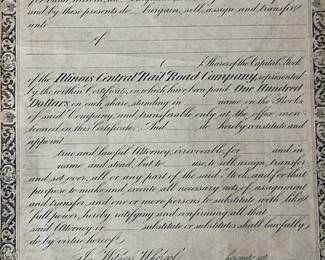 and by these presents do bargain, sell, assign and transfer
unto
of
( ) Shares of the Capital Stock
of the Illinois Central Rail Road Company, represented
by the within Certificate, on which have been paid One Hundred
Dollars on each share, standing in name on the Books
of said Company, and transferable only at the office men-
tioned in this Certificate. And do hereby constitute and
appoint
true and lawful Attorney, irrevocable, for and in
name and stead, but to use, to sell, assign, transfer
and set over, all or any part of the said Stock, and for that
purpose to make and execute all necessary acts of assignment
and transfer, and one or more persons to substitute with like
full power, hereby ratifying and confirming all that
said Attorney or substitute or substitutes shall lawfully
do by virtue hereof.
In Witness Whereof, hereunto set